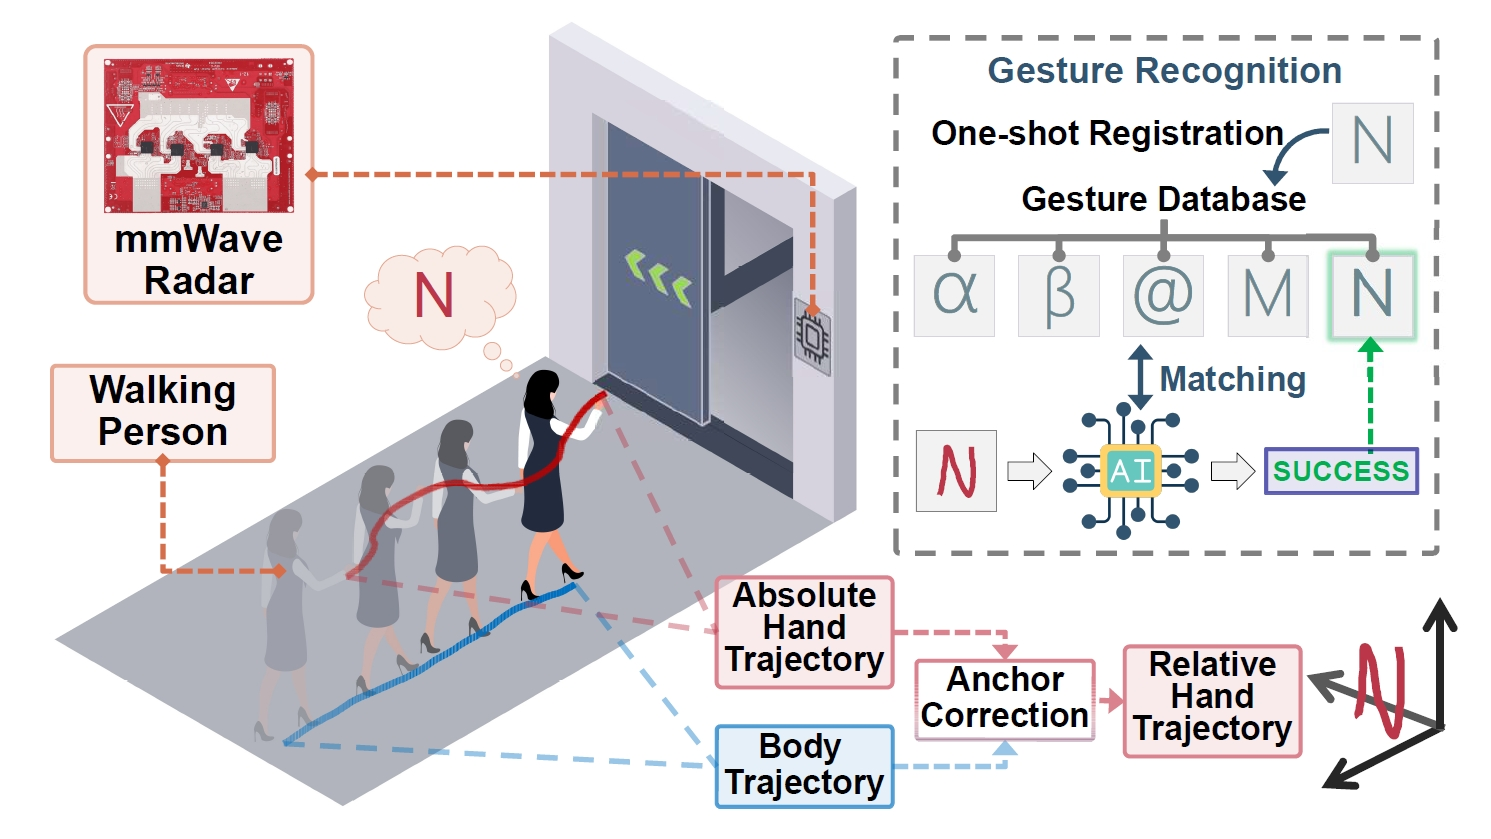 mmWave
Radar
N
Walking
Person
Gesture Recognition
One-shot Registration
N
Gesture Database
α
β
@
M
N
Matching
N
AI
SUCCESS
Absolute
Hand
Trajectory
Anchor
Correction
Relative
Hand
Trajectory
N
Body
Trajectory